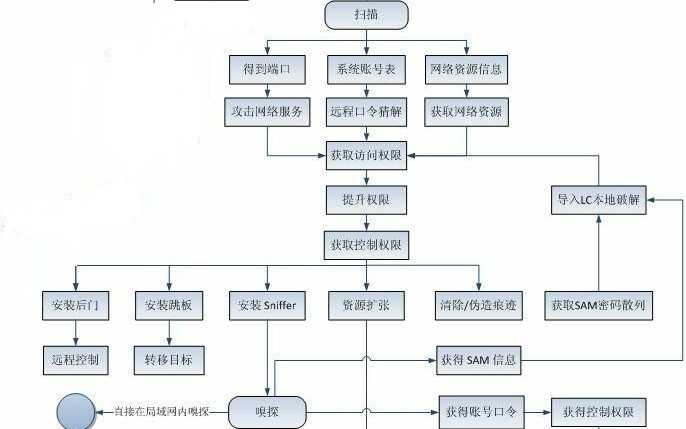 扫描
得到端口
系统账号表
网络资源信息
攻击网络服务
远程口令猜解
获取网络资源
获取访问权限
提升权限
导入LC本地破解
获取控制权限
安装后门
安装跳板
安装 Sniffer
资源扩张
清除/伪造痕迹
获取SAM密码散列
远程控制
转移目标
获得 SAM 信息
直接在局域网内嗅探
嗅探
获得账号口令
获得控制权限